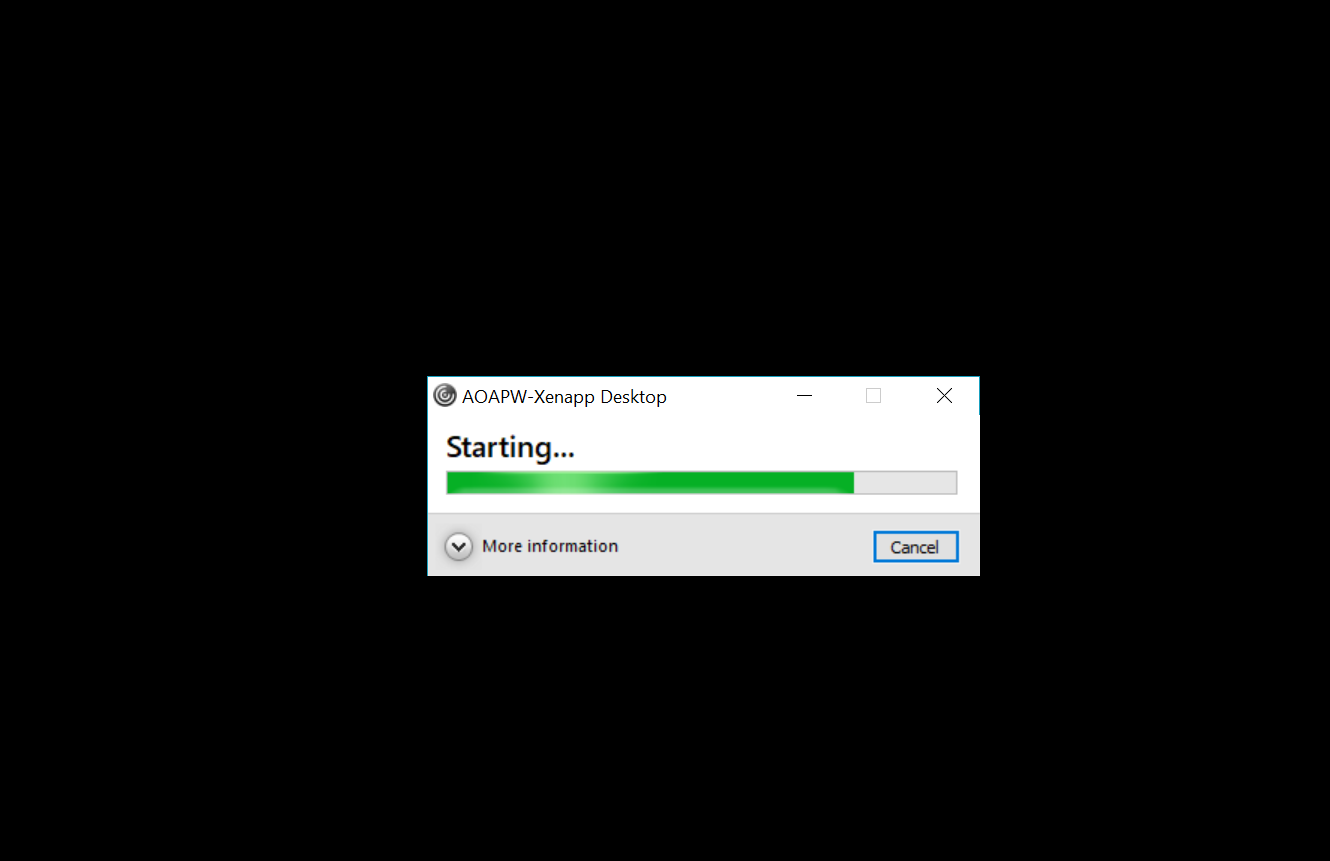 AOAPW-Xenapp Desktop
Starting...
More information
Cancel